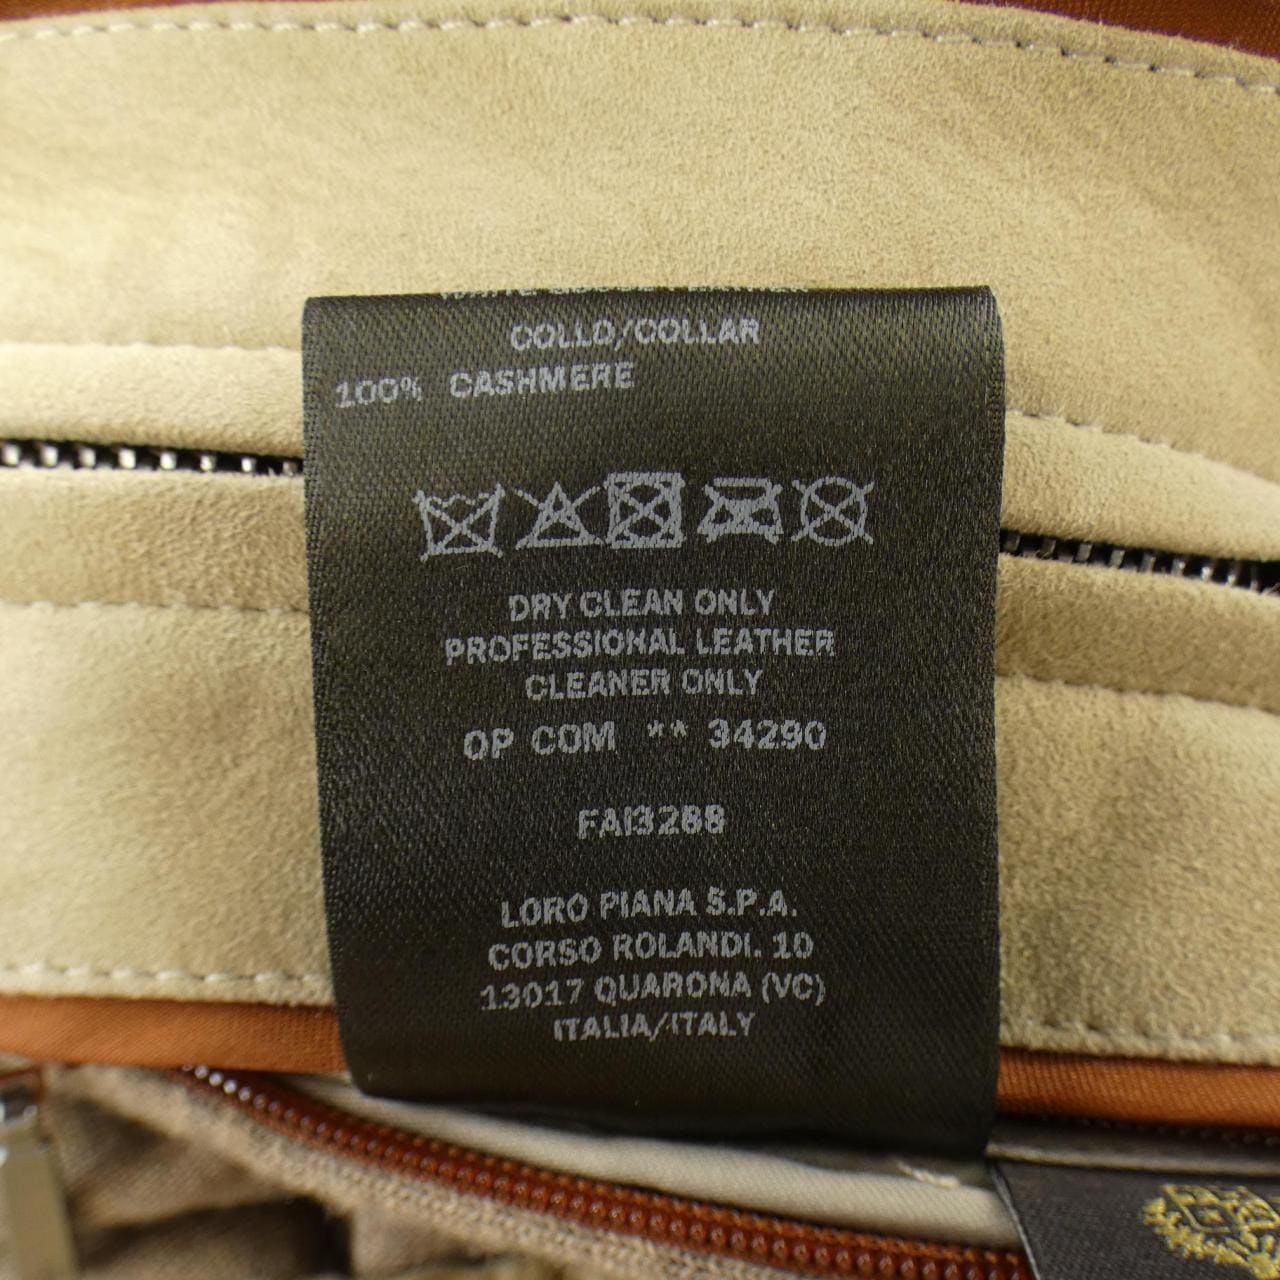 COLLO/COLLAR
100% CASHMERE
DRY CLEAN ONLY
PROFESSIONAL LEATHER
CLEANER ONLY
OP COM ** 34290
FAI3288
LORO PIANA S.P.A.
CORSO ROLANDI. 10
13017 QUARONA (VC)
ITALIA/ITALY